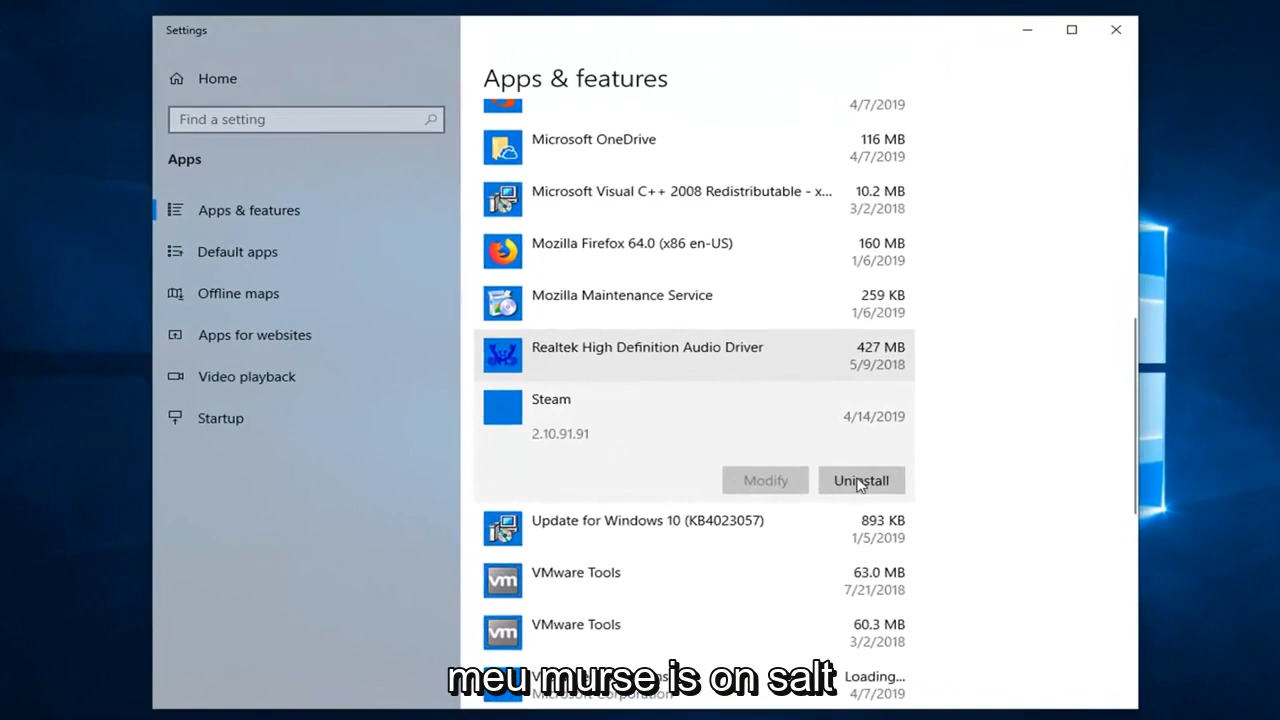 Settings
Home
Find a setting
Apps
Apps & features
Default apps
Offline maps
Apps for websites
Video playback
Startup
Apps & features
4/7/2019
Microsoft OneDrive
116 MB
4/7/2019
Microsoft Visual C++ 2008 Redistributable - x...
10.2 MB
3/2/2018
Mozilla Firefox 64.0 (x86 en-US)
160 MB
1/6/2019
Mozilla Maintenance Service
259 KB
1/6/2019
Realtek High Definition Audio Driver
427 MB
5/9/2018
Steam
4/14/2019
2.10.91.91
Modify
Uninstall
Update for Windows 10 (KB4023057)
893 KB
1/5/2019
vm
VMware Tools
63.0 MB
7/21/2018
vm
VMware Tools
60.3 MB
3/2/2018
Loading...
Microsoft Corporation
4/7/2019
meu murse is on salt